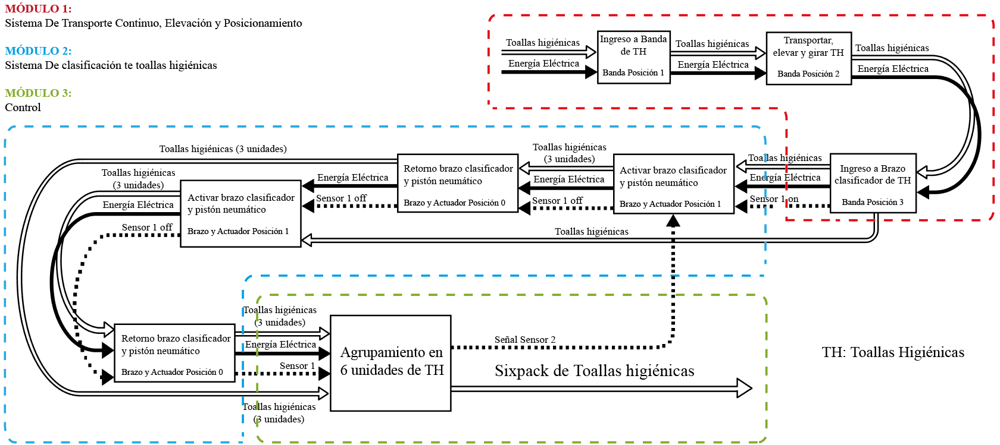 MÓDULO 1:
Sistema De Transporte Continuo, Elevación y Posicionamiento
MÓDULO 2:
Sistema De clasificación te toallas higiénicas
MÓDULO 3:
Control
Toallas higiénicas
Energía Eléctrica
Ingreso a Banda
de TH
Banda Posición 1
Toallas higiénicas
Energía Eléctrica
Transportar,
elevar y girar TH
Banda Posición 2
Toallas higiénicas
Energía Eléctrica
Ingreso a Brazo
clasificador de TH
Banda Posición 3
Toallas higiénicas
Energía Eléctrica
Sensor 1 on
Toallas higiénicas
Activar brazo clasificador
y pistón neumático
Brazo y Actuador Posición 1
Toallas higiénicas
(3 unidades)
Energía Eléctrica
Sensor 1 off
Retorno brazo clasificador
y pistón neumático
Brazo y Actuador Posición 0
Toallas higiénicas (3 unidades)
Energía Eléctrica
Sensor 1 off
Activar brazo clasificador
y pistón neumático
Brazo y Actuador Posición 1
Toallas higiénicas
(3 unidades)
Energía Eléctrica
Sensor 1 off
Retorno brazo clasificador
y pistón neumático
Brazo y Actuador Posición 0
Toallas higiénicas
(3 unidades)
Energía Eléctrica
Sensor 1
Toallas higiénicas
(3 unidades)
Agrupamiento en
6 unidades de TH
Señal Sensor 2
Sixpack de Toallas higiénicas
TH: Toallas Higiénicas